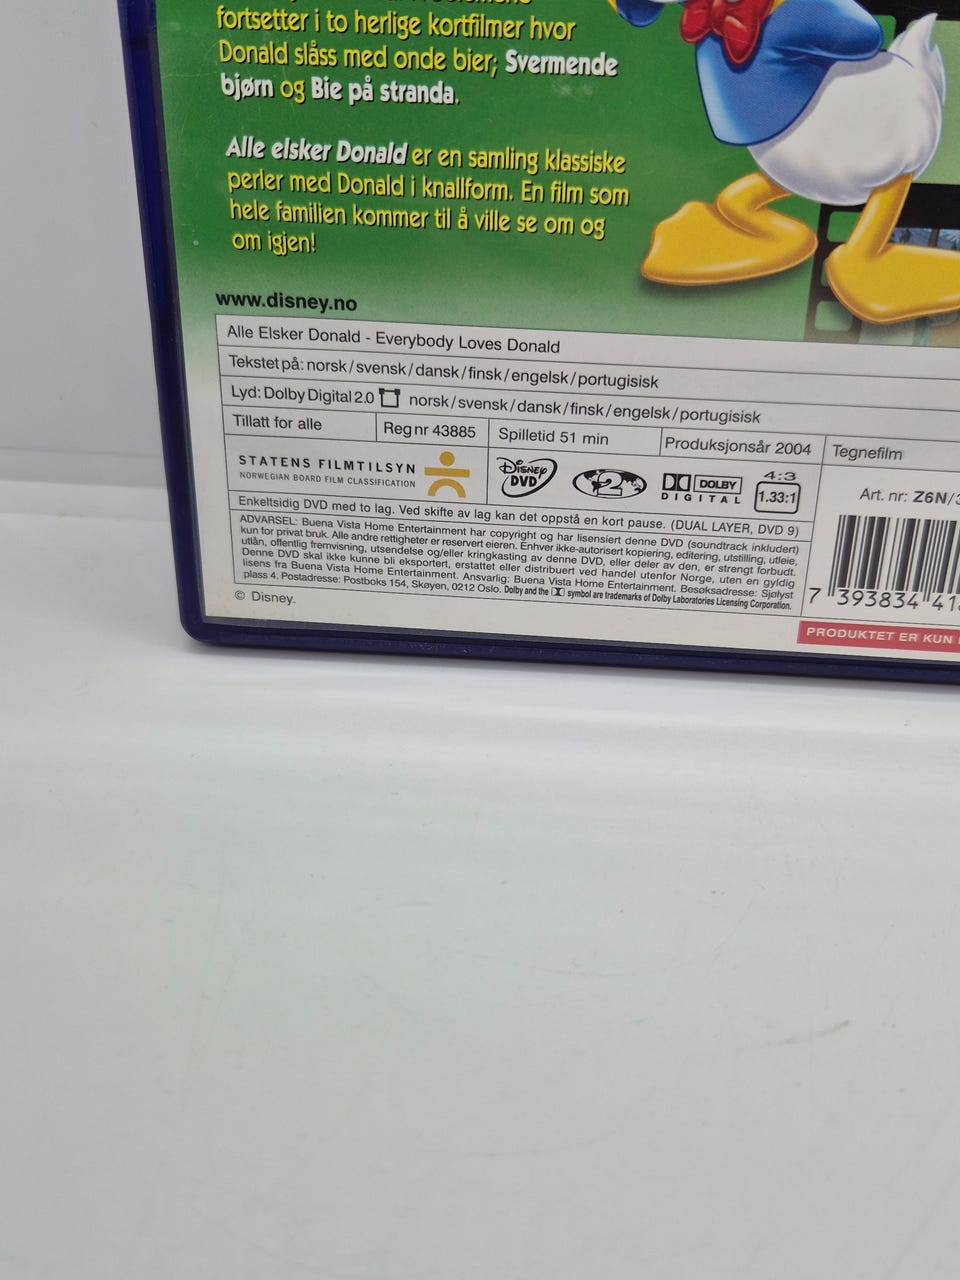 fortsetter i to herlige kortfilmer hvor
Donald slåss med onde bier; Svermende
bjørn og Bie på stranda.
Alle elsker Donald er en samling klassiske
perler med Donald i knallform. En film som
hele familien kommer til å ville se om og
om igjen!
www.disney.no
Alle Elsker Donald - Everybody Loves Donald
Tekstet på: norsk/svensk/dansk/finsk/engelsk/portugisisk
Lyd: Dolby Digital 2.0 norsk/svensk/dansk/finsk/engelsk/portugisisk
Tillatt for alle Reg nr 43885 Spilletid 51 min Produksjonsår 2004 Tegnefilm
STATENS FILMTILSYN
NORWEGIAN BOARD FILM CLASSIFICATION
DISNEY DVD
2
DOLBY DIGITAL
4:3
1.33:1
Art. nr: Z6N/3
Enkeltsidig DVD med to lag. Ved skifte av lag kan det oppstå en kort pause. (DUAL LAYER, DVD 9)
ADVARSEL: Buena Vista Home Entertainment har copyright og har lisensiert denne DVD (soundtrack inkludert)
kun for privat bruk. Alle andre rettigheter er reservert eieren. Enhver ikke-autorisert kopiering, editering, utstilling, utleie,
utlån, offentlig fremvisning, utsendelse og/eller kringkasting av denne DVD, eller deler av den, er strengt forbudt.
Denne DVD skal ikke kunne bli eksportert, erstattet eller distribuert ved handel utenfor Norge, uten en gyldig
lisens fra Buena Vista Home Entertainment. Ansvarlig: Buena Vista Home Entertainment. Besøksadresse: Sjølyst
plass 4. Postadresse: Postboks 154, Skøyen, 0212 Oslo. Dolby and the symbol are trademarks of Dolby Laboratories Licensing Corporation.
© Disney.
7 393834 41
PRODUKTET ER KUN